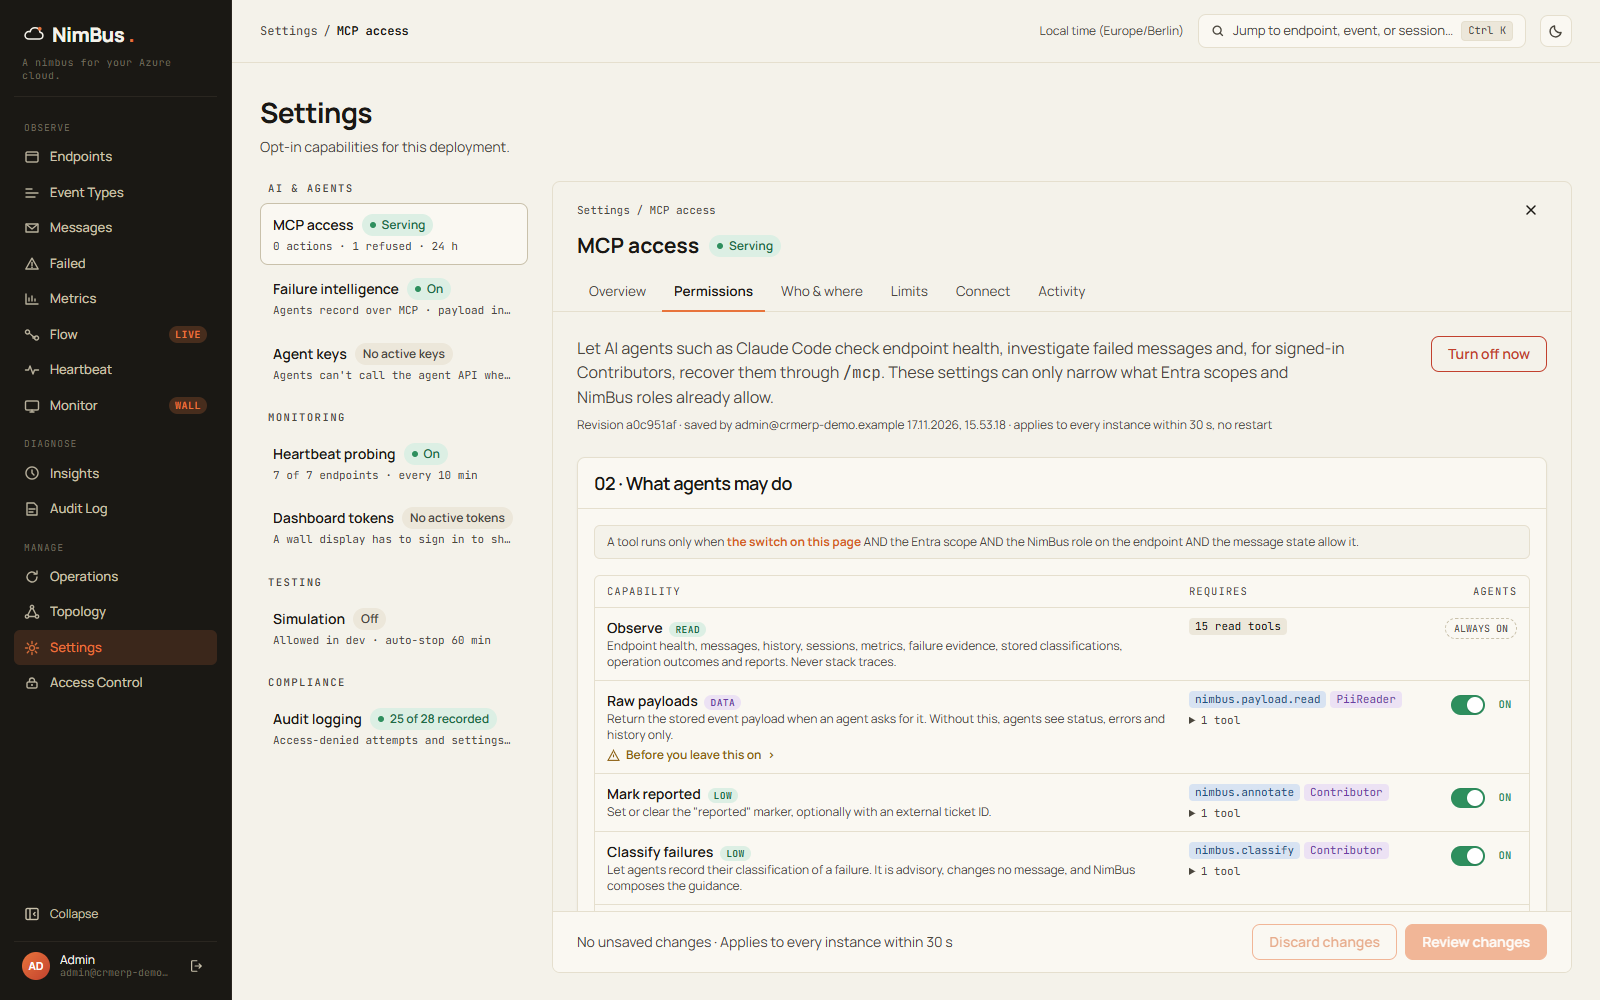 NimBus.
A nimbus for your Azure
cloud.
OBSERVE
Endpoints
Event Types
Messages
Failed
Metrics
Flow LIVE
Heartbeat
Monitor WALL
DIAGNOSE
Insights
Audit Log
MANAGE
Operations
Topology
Settings
Access Control
Collapse
AD
Admin
admin@crmerp-demo…
Settings / MCP access
Local time (Europe/Berlin)
Jump to endpoint, event, or session… Ctrl K
Settings
Opt-in capabilities for this deployment.
AI & AGENTS
MCP access Serving
0 actions · 1 refused · 24 h
Failure intelligence On
Agents record over MCP · payload in…
Agent keys No active keys
Agents can't call the agent API whe…
MONITORING
Heartbeat probing On
7 of 7 endpoints · every 10 min
Dashboard tokens No active tokens
A wall display has to sign in to sh…
TESTING
Simulation Off
Allowed in dev · auto-stop 60 min
COMPLIANCE
Audit logging 25 of 28 recorded
Access-denied attempts and settings…
Settings / MCP access
MCP access Serving
Overview Permissions Who & where Limits Connect Activity
Let AI agents such as Claude Code check endpoint health, investigate failed messages and, for signed-in
Contributors, recover them through /mcp. These settings can only narrow what Entra scopes and
NimBus roles already allow.
Turn off now
Revision a0c951af · saved by admin@crmerp-demo.example 17.11.2026, 15.53.18 · applies to every instance within 30 s, no restart
02 · What agents may do
A tool runs only when the switch on this page AND the Entra scope AND the NimBus role on the endpoint AND the message state allow it.
CAPABILITY REQUIRES AGENTS
Observe READ
Endpoint health, messages, history, sessions, metrics, failure evidence, stored classifications,
operation outcomes and reports. Never stack traces.
15 read tools
ALWAYS ON
Raw payloads DATA
Return the stored event payload when an agent asks for it. Without this, agents see status, errors and
history only.
Before you leave this on ›
nimbus.payload.read PiiReader
1 tool
ON
Mark reported LOW
Set or clear the "reported" marker, optionally with an external ticket ID.
nimbus.annotate Contributor
1 tool
ON
Classify failures LOW
Let agents record their classification of a failure. It is advisory, changes no message, and NimBus
composes the guidance.
nimbus.classify Contributor
1 tool
ON
No unsaved changes · Applies to every instance within 30 s
Discard changes
Review changes